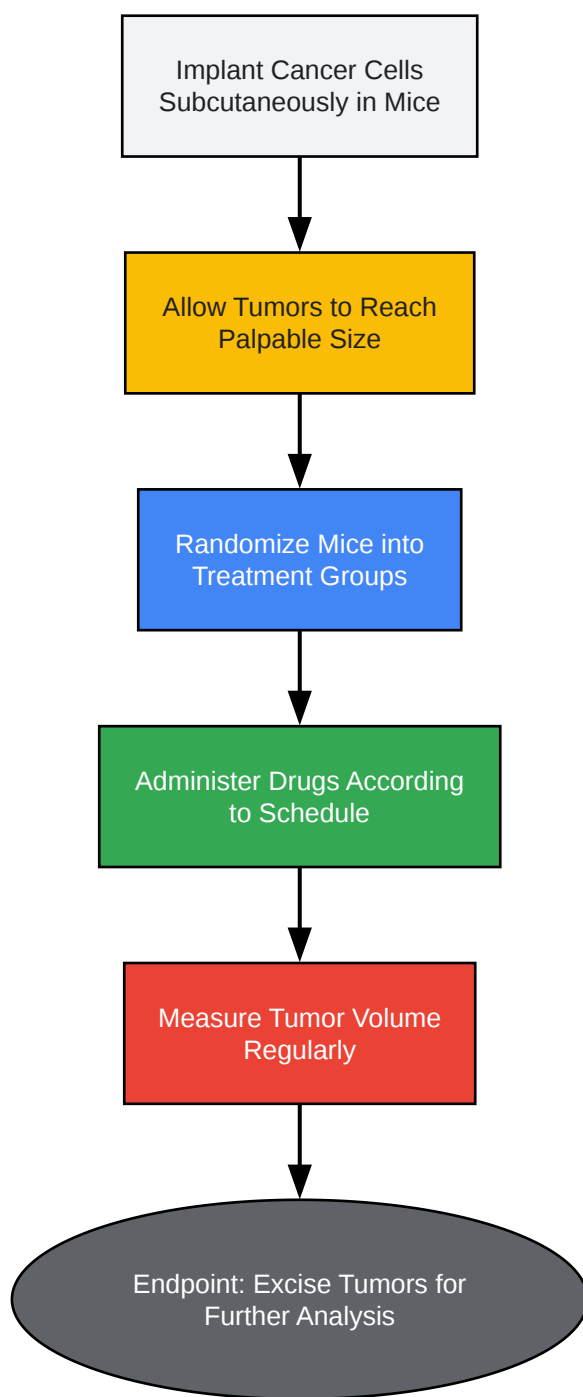 Implant Cancer Cells
Subcutaneously in Mice
Allow Tumors to Reach
Palpable Size
Randomize Mice into
Treatment Groups
Administer Drugs According
to Schedule
Measure Tumor Volume
Regularly
Endpoint: Excise Tumors for
Further Analysis